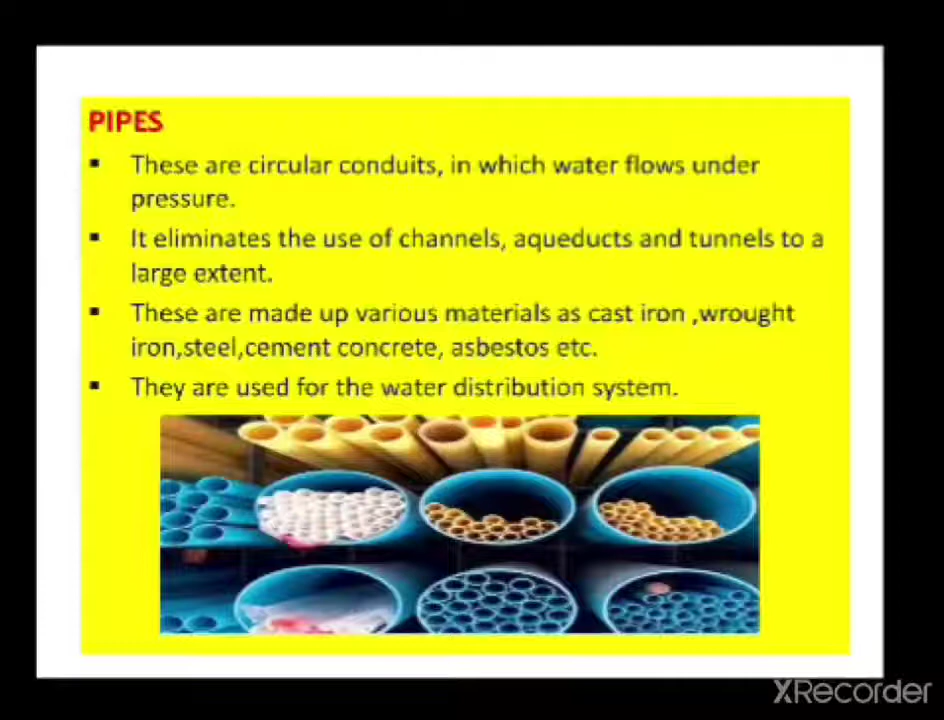 PIPES
▪ These are circular conduits, in which water flows under
pressure.
▪ It eliminates the use of channels, aqueducts and tunnels to a
large extent.
▪ These are made up various materials as cast iron ,wrought
iron,steel,cement concrete, asbestos etc.
▪ They are used for the water distribution system.
XRecorder